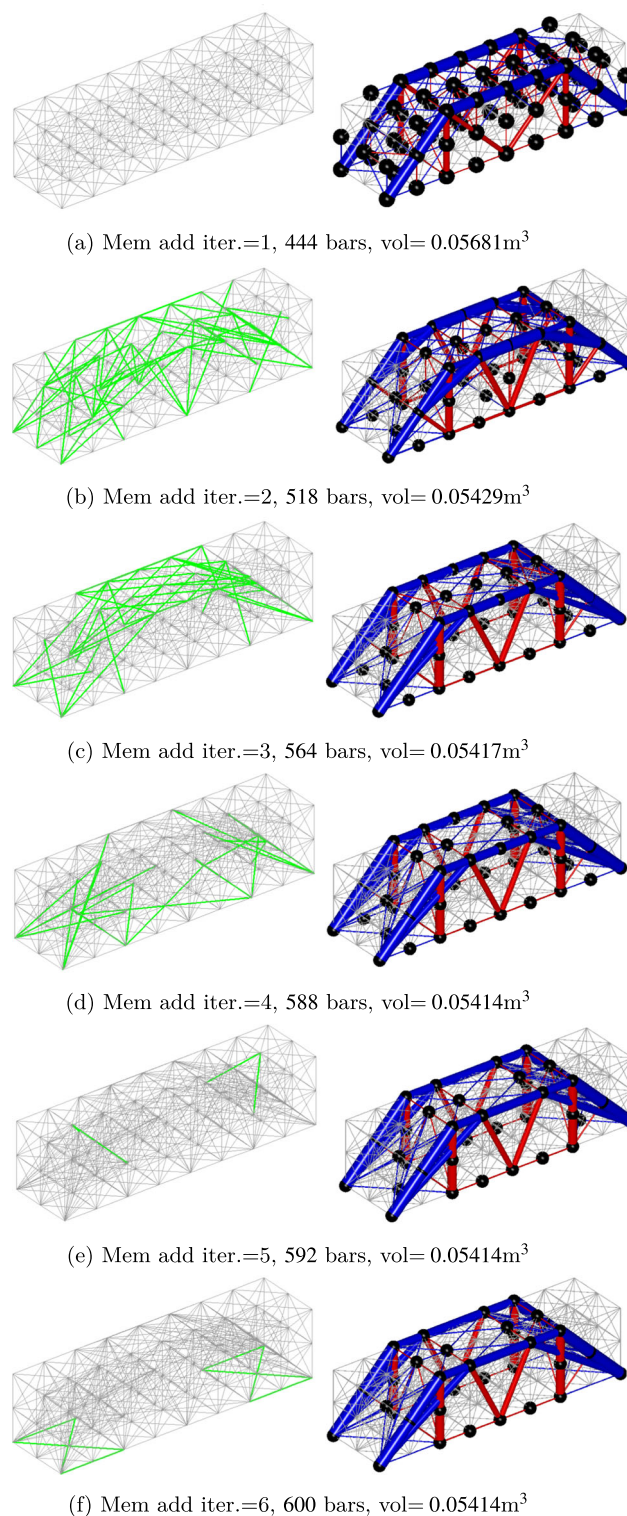 (a) Mem add iter.=1, 444 bars, vol= 0.05681m³
(b) Mem add iter.=2, 518 bars, vol= 0.05429m³
(c) Mem add iter.=3, 564 bars, vol= 0.05417m³
(d) Mem add iter.=4, 588 bars, vol= 0.05414m³
(e) Mem add iter.=5, 592 bars, vol= 0.05414m³
(f) Mem add iter.=6, 600 bars, vol= 0.05414m³